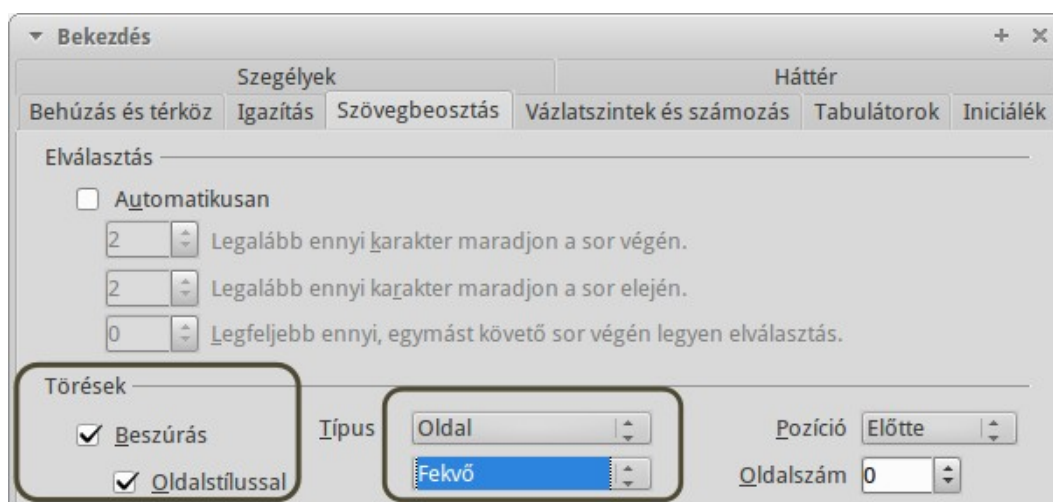 Bekezdés
Szegélyek Háttér
Behúzás és térköz Igazítás Szövegbeosztás Vázlatszintek és számozás Tabulátorok Iniciálék
Elválasztás
Automatikusan
2 Legalább ennyi karakter maradjon a sor végén.
2 Legalább ennyi karakter maradjon a sor elején.
0 Legfeljebb ennyi, egymást követő sor végén legyen elválasztás.
Törések
Beszúrás Típus Oldal Pozíció Előtte
Oldalstílussal Fekvő Oldalszám 0